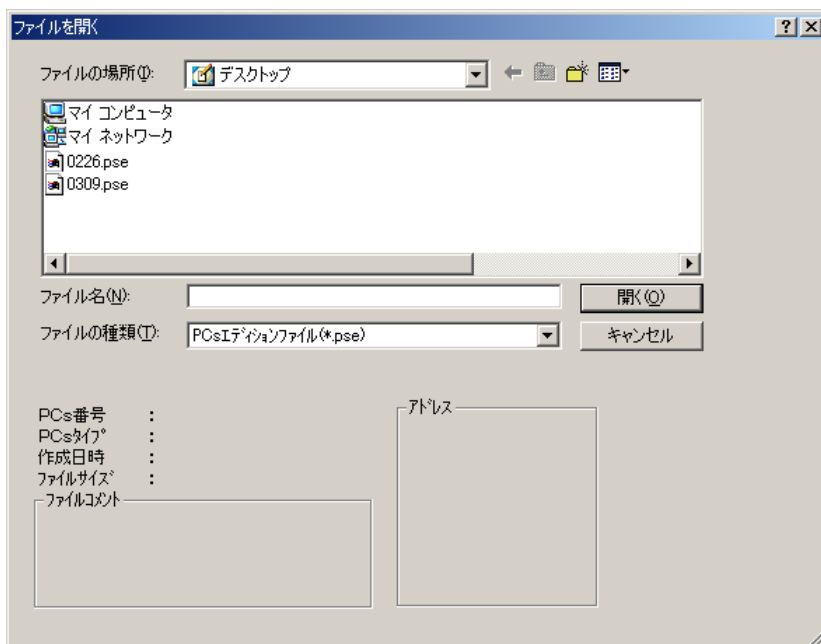 ファイルを開く
ファイルの場所(I):
デスクトップ
マイ コンピュータ
マイ ネットワーク
0226.pse
0309.pse
ファイル名(N):
開く(O)
ファイルの種類(T):
PCsｴﾃﾞｨｼｮﾝﾌｧｲﾙ(*.pse)
キャンセル
PCs番号 :
PCsﾀｲﾌﾟ :
作成日時 :
ﾌｧｲﾙｻｲｽﾞ :
ﾌｧｲﾙｺﾒﾝﾄ
ｱﾄﾞﾚｽ